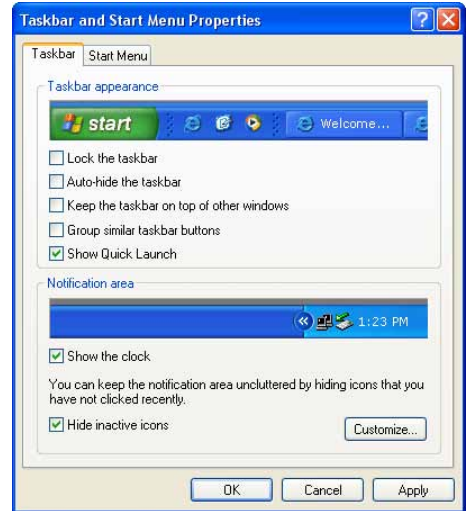 Taskbar and Start Menu Properties
Taskbar Start Menu
Taskbar appearance
start Welcome...
Lock the taskbar
Auto-hide the taskbar
Keep the taskbar on top of other windows
Group similar taskbar buttons
Show Quick Launch
Notification area
1:23 PM
Show the clock
You can keep the notification area uncluttered by hiding icons that you
have not clicked recently.
Hide inactive icons Customize...
OK Cancel Apply